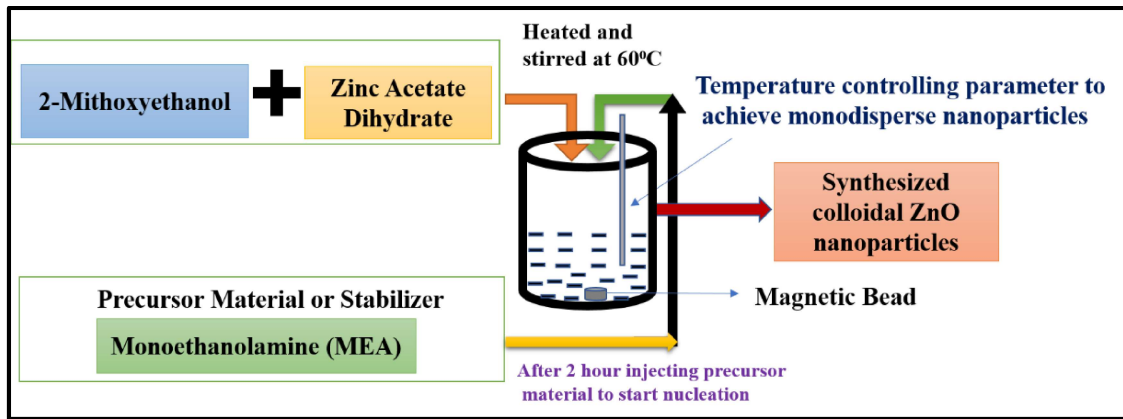 2-Mithoxyethanol
+
Zinc Acetate
Dihydrate
Heated and
stirred at 60⁰C
Temperature controlling parameter to
achieve monodisperse nanoparticles
Synthesized
colloidal ZnO
nanoparticles
Magnetic Bead
Precursor Material or Stabilizer
Monoethanolamine (MEA)
After 2 hour injecting precursor
material to start nucleation